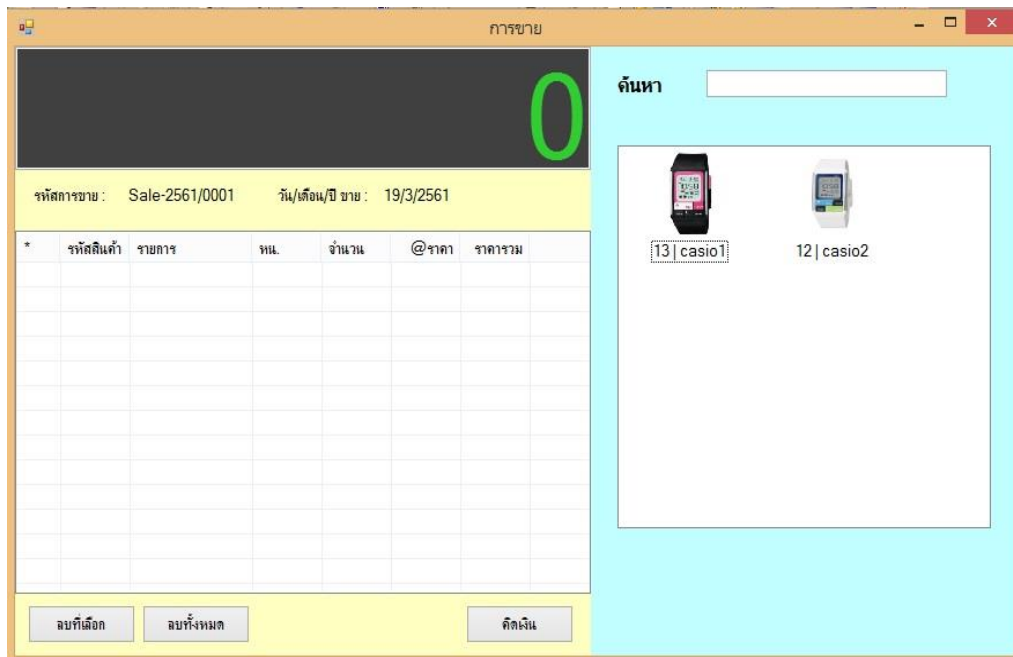 การขาย
0
ค้นหา
รหัสการขาย : Sale-2561/0001 วัน/เดือน/ปี ขาย : 19/3/2561
* รหัสสินค้า รายการ หน. จำนวน @ราคา ราคารวม
13|casio1 12|casio2
ลบที่เลือก ลบทั้งหมด คิดเงิน